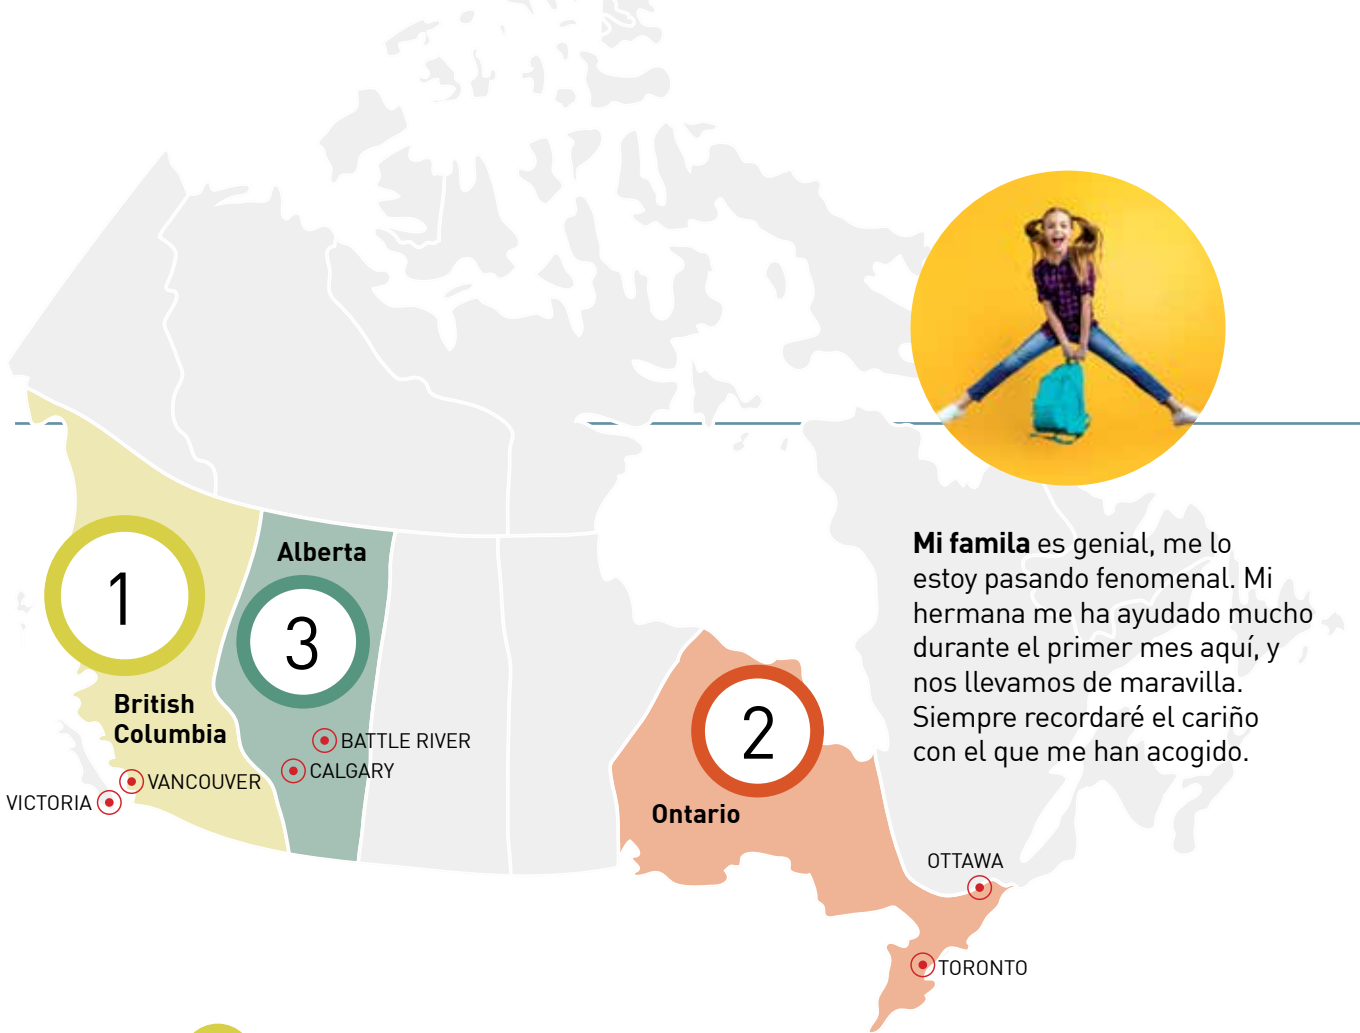 Alberta
1
3
British
Columbia
BATTLE RIVER
CALGARY
VANCOUVER
VICTORIA
2
Ontario
OTTAWA
TORONTO
Mi famila es genial, me lo
estoy pasando fenomenal. Mi
hermana me ha ayudado mucho
durante el primer mes aquí, y
nos llevamos de maravilla.
Siempre recordaré el cariño
con el que me han acogido.